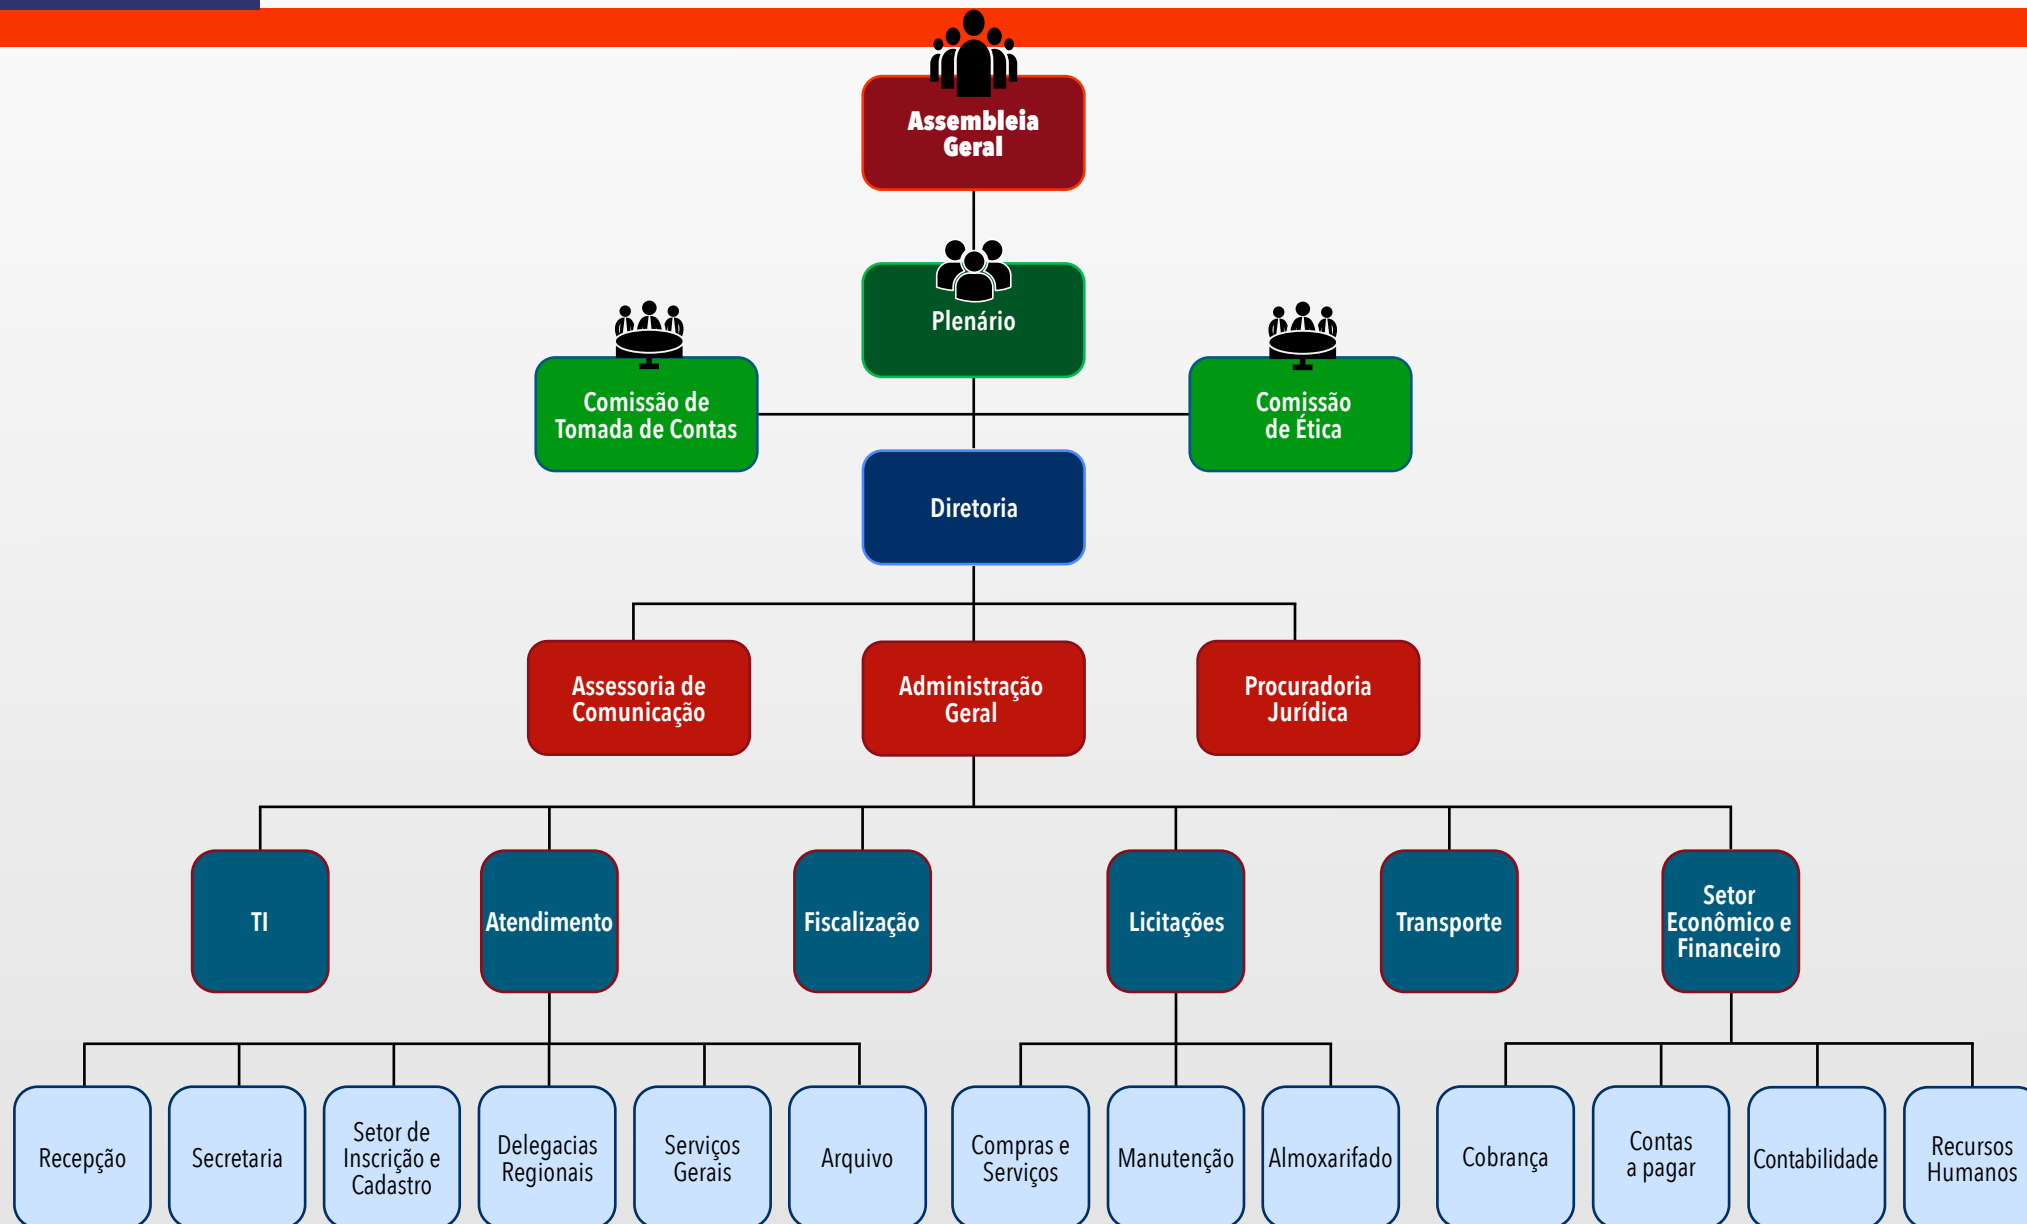 Assembleia
Geral
Plenário
Comissão de
Tomada de Contas
Comissão
de Ética
Diretoria
Assessoria de
Comunicação
Administração
Geral
Procuradoria
Jurídica
TI
Atendimento
Fiscalização
Licitações
Transporte
Setor
Econômico e
Financeiro
Recepção
Secretaria
Setor de
Inscrição e
Cadastro
Delegacias
Regionais
Serviços
Gerais
Arquivo
Compras e
Serviços
Manutenção
Almoxarifado
Cobrança
Contas
a pagar
Contabilidade
Recursos
Humanos